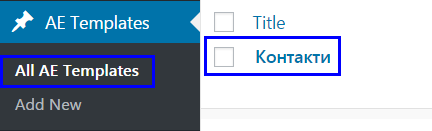 AE Templates
All AE Templates
Add New
Title
Контакти